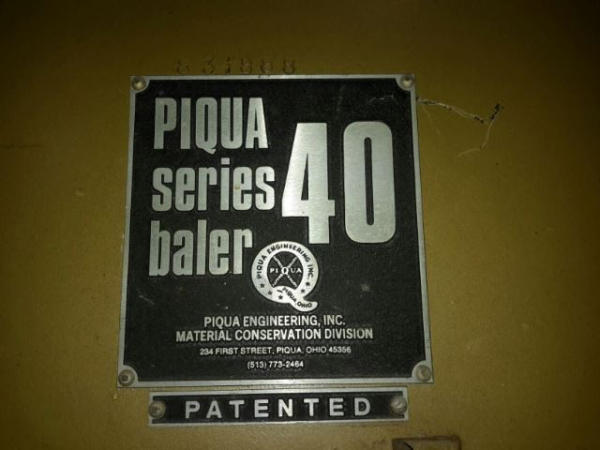 PIQUA
series 40
baler
PIQUA ENGINEERING INC.
PIQUA
PIQUA, OHIO
PIQUA ENGINEERING, INC.
MATERIAL CONSERVATION DIVISION
234 FIRST STREET, PIQUA, OHIO 45356
(513) 773-2464
PATENTED